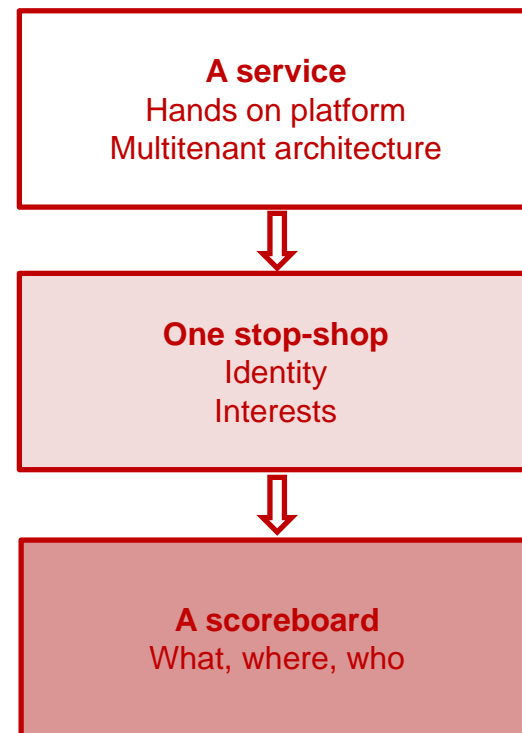 A service
Hands on platform
Multitenant architecture
One stop-shop
Identity
Interests
A scoreboard
What, where, who